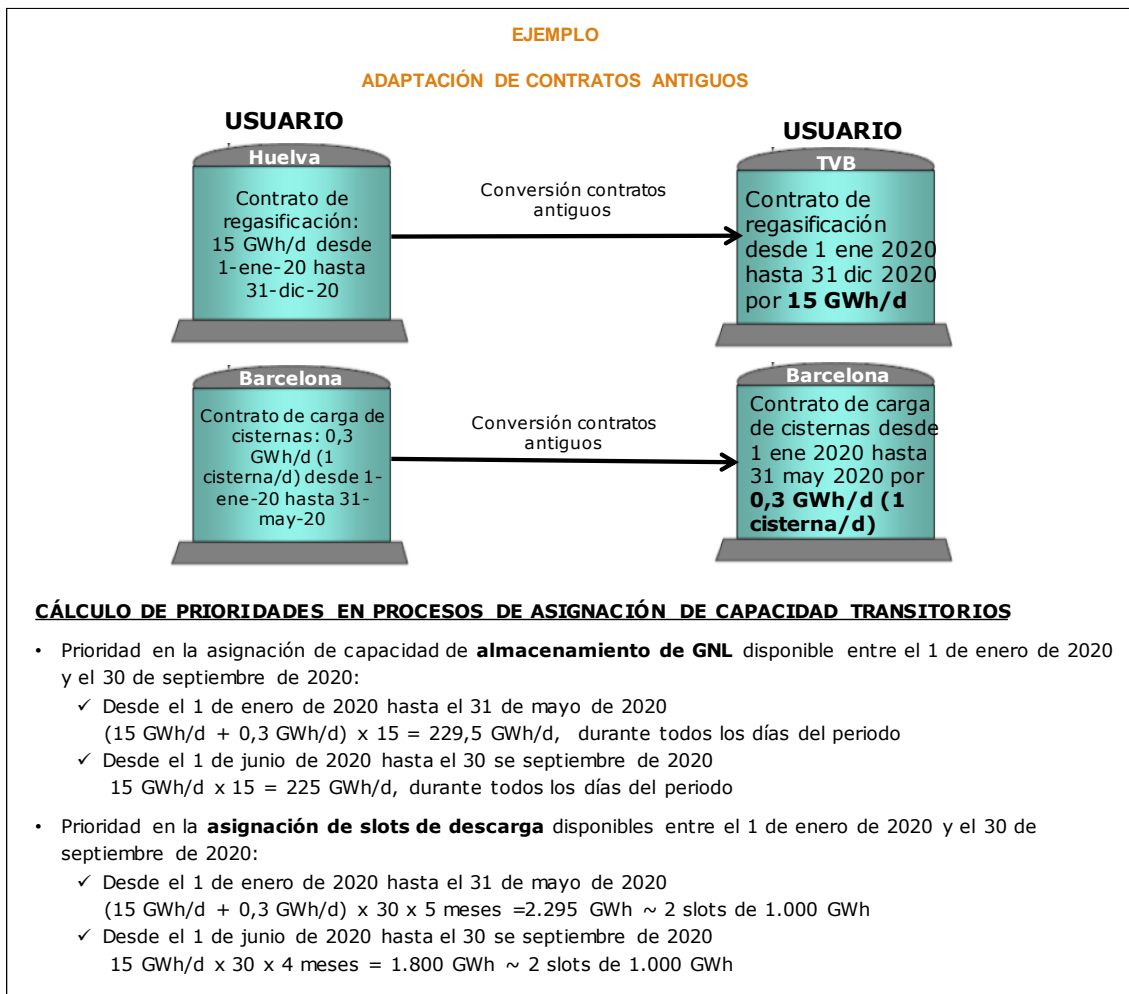 EJEMPLO
ADAPTACIÓN DE CONTRATOS ANTIGUOS
USUARIO
Huelva
Contrato de
regasificación:
15 GWh/d desde
1-ene-20 hasta
31-dic-20
Conversión contratos
antiguos
USUARIO
TVB
Contrato de
regasificación
desde 1 ene 2020
hasta 31 dic 2020
por 15 GWh/d
Barcelona
Contrato de carga de
cisternas: 0,3
GWh/d (1
cisterna/d) desde 1-
ene-20 hasta 31-
may-20
Conversión contratos
antiguos
Barcelona
Contrato de carga
de cisternas desde
1 ene 2020 hasta
31 may 2020 por
0,3 GWh/d (1
cisterna/d)
CÁLCULO DE PRIORIDADES EN PROCESOS DE ASIGNACIÓN DE CAPACIDAD TRANSITORIOS
• Prioridad en la asignación de capacidad de almacenamiento de GNL disponible entre el 1 de enero de 2020
y el 30 de septiembre de 2020:
✓ Desde el 1 de enero de 2020 hasta el 31 de mayo de 2020
(15 GWh/d + 0,3 GWh/d) x 15 = 229,5 GWh/d, durante todos los días del periodo
✓ Desde el 1 de junio de 2020 hasta el 30 se septiembre de 2020
15 GWh/d x 15 = 225 GWh/d, durante todos los días del periodo
• Prioridad en la asignación de slots de descarga disponibles entre el 1 de enero de 2020 y el 30 de
septiembre de 2020:
✓ Desde el 1 de enero de 2020 hasta el 31 de mayo de 2020
(15 GWh/d + 0,3 GWh/d) x 30 x 5 meses =2.295 GWh ~ 2 slots de 1.000 GWh
✓ Desde el 1 de junio de 2020 hasta el 30 se septiembre de 2020
15 GWh/d x 30 x 4 meses = 1.800 GWh ~ 2 slots de 1.000 GWh